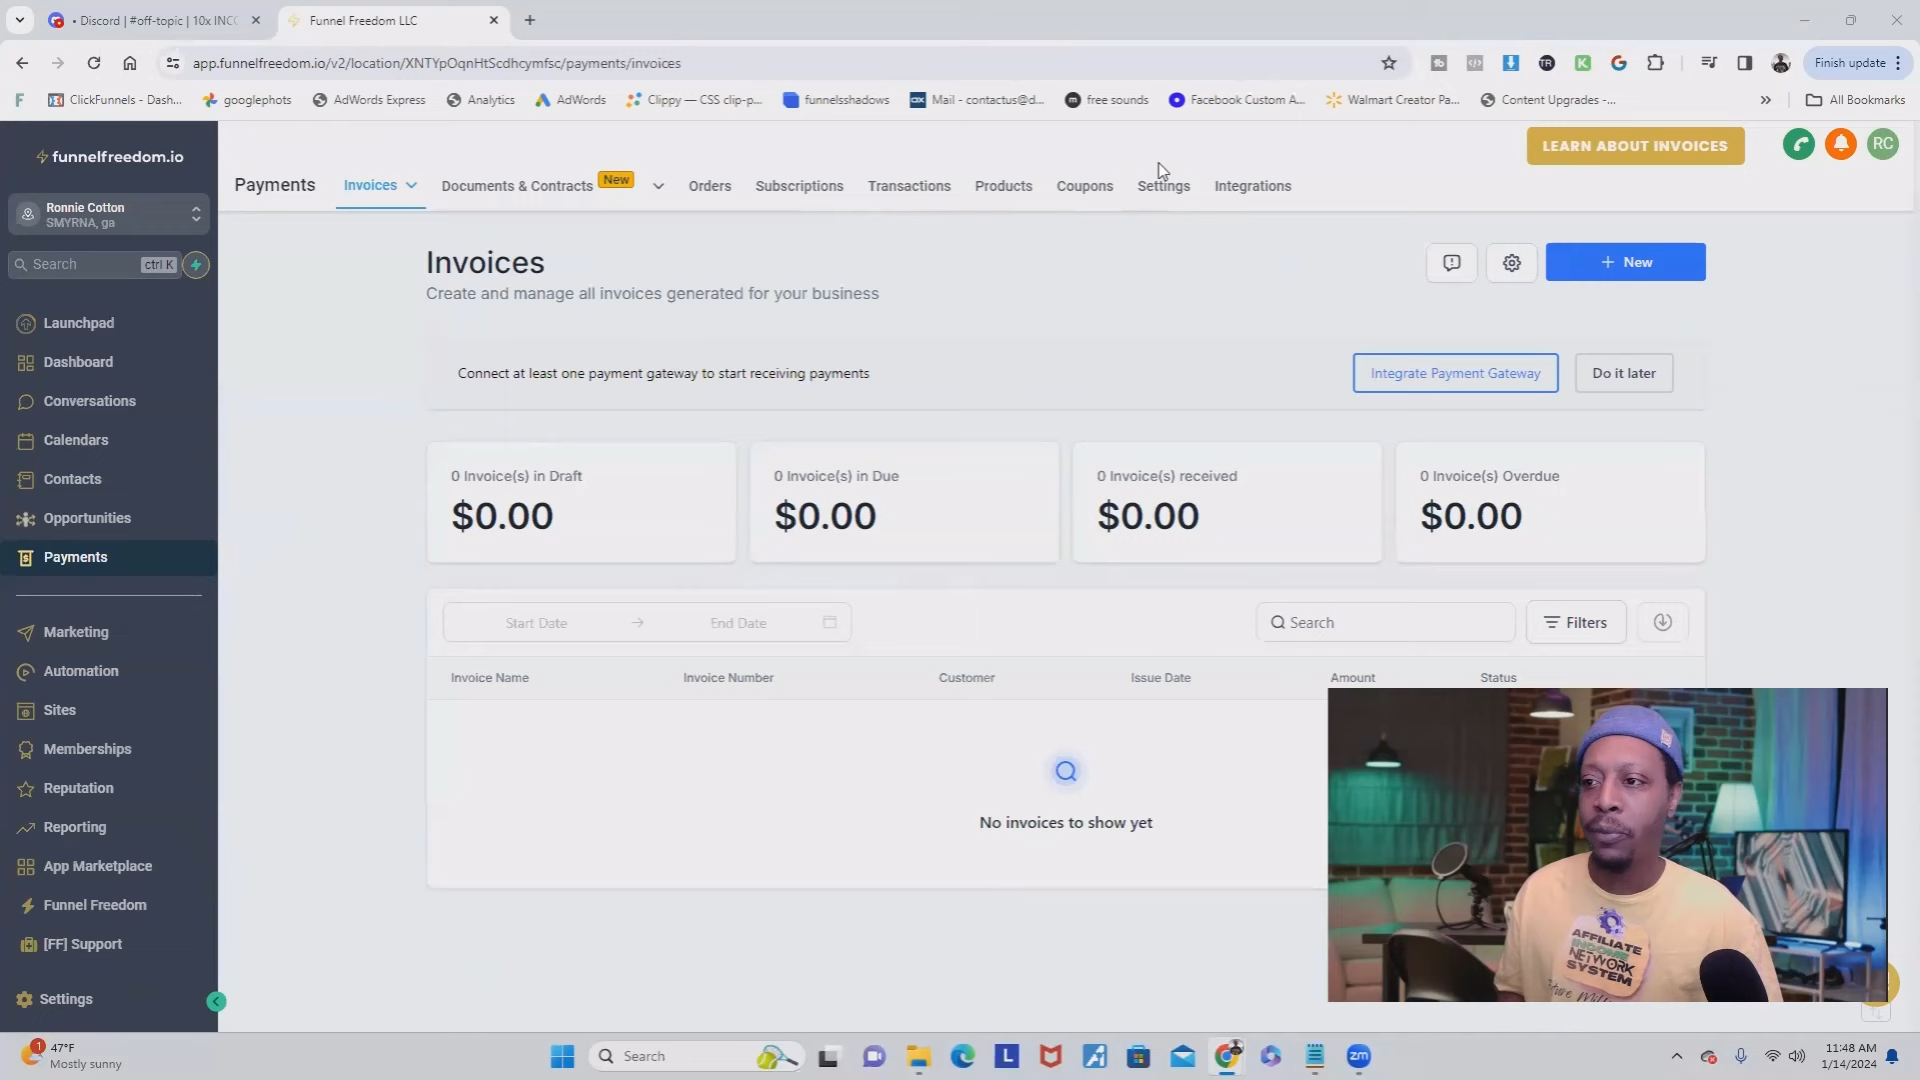 • Discord | #off-topic | 10x INCO
Funnel Freedom LLC
app.funnelfreedom.io/v2/location/XNTYpOqnHtScdhcymfsc/payments/invoices
Finish update
ClickFunnels - Dash...
googlephots
AdWords Express
Analytics
AdWords
Clippy — CSS clip-p...
funnelsshadows
Mail - contactus@d...
free sounds
Facebook Custom A...
Walmart Creator Pa...
Content Upgrades -...
All Bookmarks
funnelfreedom.io
LEARN ABOUT INVOICES
RC
Payments
Invoices
Documents & Contracts
New
Orders
Subscriptions
Transactions
Products
Coupons
Settings
Integrations
Ronnie Cotton
SMYRNA, ga
Search
ctrl K
Launchpad
Dashboard
Conversations
Calendars
Contacts
Opportunities
Payments
Marketing
Automation
Sites
Memberships
Reputation
Reporting
App Marketplace
Funnel Freedom
[FF] Support
Settings
Invoices
Create and manage all invoices generated for your business
+ New
Connect at least one payment gateway to start receiving payments
Integrate Payment Gateway
Do it later
0 Invoice(s) in Draft
$0.00
0 Invoice(s) in Due
$0.00
0 Invoice(s) received
$0.00
0 Invoice(s) Overdue
$0.00
Start Date
End Date
Search
Filters
Invoice Name
Invoice Number
Customer
Issue Date
Amount
Status
No invoices to show yet
AFFILIATE
INCOME
NETWORK
SYSTEM
1
47°F
Mostly sunny
Search
L
zm
11:48 AM
1/14/2024